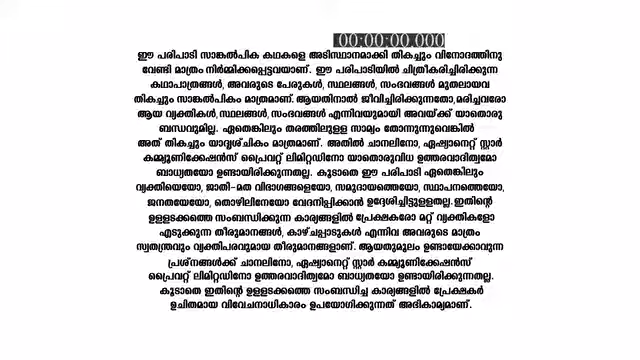 00:00:00.000
ഈ പരിപാടി സാങ്കൽപിക കഥകളെ അടിസ്ഥാനമാക്കി തികച്ചും വിനോദത്തിനു
വേണ്ടി മാത്രം നിർമ്മിക്കപ്പെട്ടവയാണ്. ഈ പരിപാടിയിൽ ചിത്രീകരിച്ചിരിക്കുന്ന
കഥാപാത്രങ്ങൾ, അവരുടെ പേരുകൾ, സ്ഥലങ്ങൾ, സംഭവങ്ങൾ മുതലായവ
തികച്ചും സാങ്കൽപികം മാത്രമാണ്. ആയതിനാൽ ജീവിച്ചിരിക്കുന്നതോ,മരിച്ചവരോ
ആയ വ്യക്തികൾ,സ്ഥലങ്ങൾ,സംഭവങ്ങൾ എന്നിവയുമായി അവയ്ക്ക് യാതൊരു
ബന്ധവുമില്ല. ഏതെങ്കിലും തരത്തിലുളള സാമ്യം തോന്നുന്നുവെങ്കിൽ
അത് തികച്ചും യാദൃശ്ചികം മാത്രമാണ്. അതിൽ ചാനലിനോ, ഏഷ്യാനെറ്റ് സ്റ്റാർ
കമ്മ്യൂണിക്കേഷൻസ് പ്രൈവറ്റ് ലിമിറ്റഡിനോ യാതൊരുവിധ ഉത്തരവാദിത്വമോ
ബാധ്യതയോ ഉണ്ടായിരിക്കുന്നതല്ല. കൂടാതെ ഈ പരിപാടി ഏതെങ്കിലും
വ്യക്തിയെയോ, ജാതി-മത വിഭാഗങ്ങളെയോ, സമുദായത്തെയോ, സ്ഥാപനത്തെയോ,
ജനതയേയോ, തൊഴിലിനേയോ വേദനിപ്പിക്കാൻ ഉദ്ദേശിച്ചിട്ടുളളതല്ല.ഇതിന്റെ
ഉളളടക്കത്തെ സംബന്ധിക്കുന്ന കാര്യങ്ങളിൽ പ്രേക്ഷകരോ മറ്റ് വ്യക്തികളോ
എടുക്കുന്ന തീരുമാനങ്ങൾ, കാഴ്ചപ്പാടുകൾ എന്നിവ അവരുടെ മാത്രം
സ്വതന്ത്രവും വ്യക്തിപരവുമായ തീരുമാനങ്ങളാണ്. ആയതുമൂലം ഉണ്ടായേക്കാവുന്ന
പ്രശ്നങ്ങൾക്ക് ചാനലിനോ, ഏഷ്യാനെറ്റ് സ്റ്റാർ കമ്മ്യൂണിക്കേഷൻസ്
പ്രൈവറ്റ് ലിമിറ്റഡിനോ ഉത്തരവാദിത്വമോ ബാധ്യതയോ ഉണ്ടായിരിക്കുന്നതല്ല.
കൂടാതെ ഇതിന്റെ ഉളളടക്കത്തെ സംബന്ധിച്ച കാര്യങ്ങളിൽ പ്രേക്ഷകർ
ഉചിതമായ വിവേചനാധികാരം ഉപയോഗിക്കുന്നത് അഭികാമ്യമാണ്.